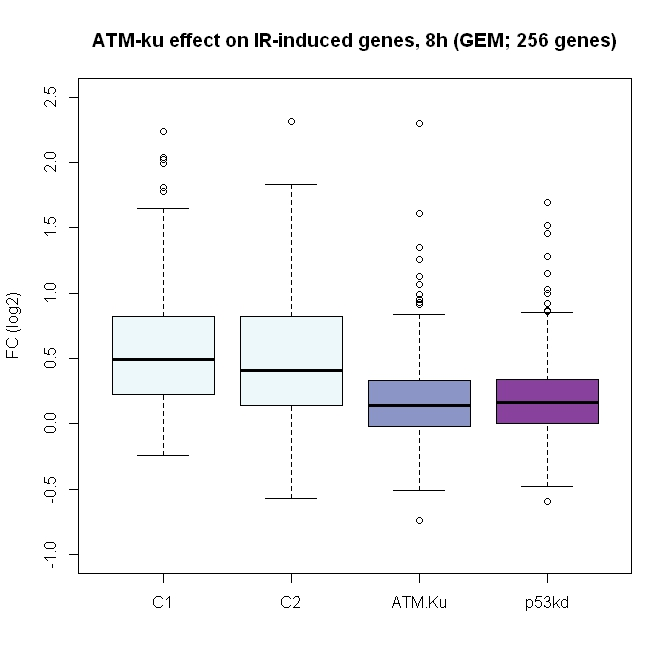 ATM-ku effect on IR-induced genes, 8h (GEM; 256 genes)
FC (log2)
2.5
2.0
1.5
1.0
0.5
0.0
-0.5
-1.0
C1 C2 ATM.Ku p53kd